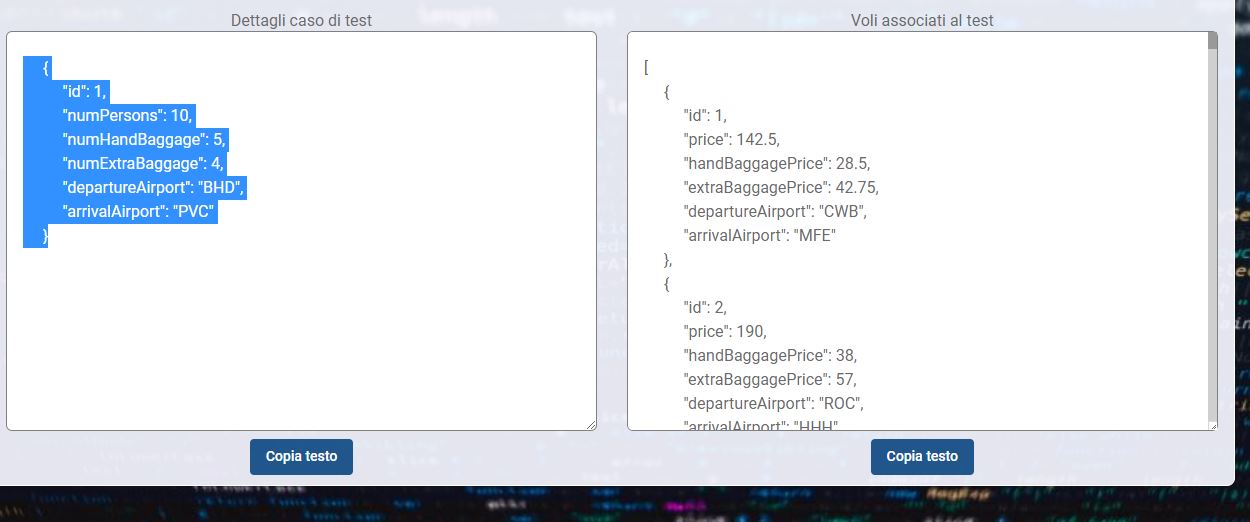 Dettagli caso di test
{
"id": 1,
"numPersons": 10,
"numHandBaggage": 5,
"numExtraBaggage": 4,
"departureAirport": "BHD",
"arrivalAirport": "PVC"
}
Copia testo
Voli associati al test
[
{
"id": 1,
"price": 142.5,
"handBaggagePrice": 28.5,
"extraBaggagePrice": 42.75,
"departureAirport": "CWB",
"arrivalAirport": "MFE"
},
{
"id": 2,
"price": 190,
"handBaggagePrice": 38,
"extraBaggagePrice": 57,
"departureAirport": "ROC",
"arrivalAirport": "HHH"
Copia testo